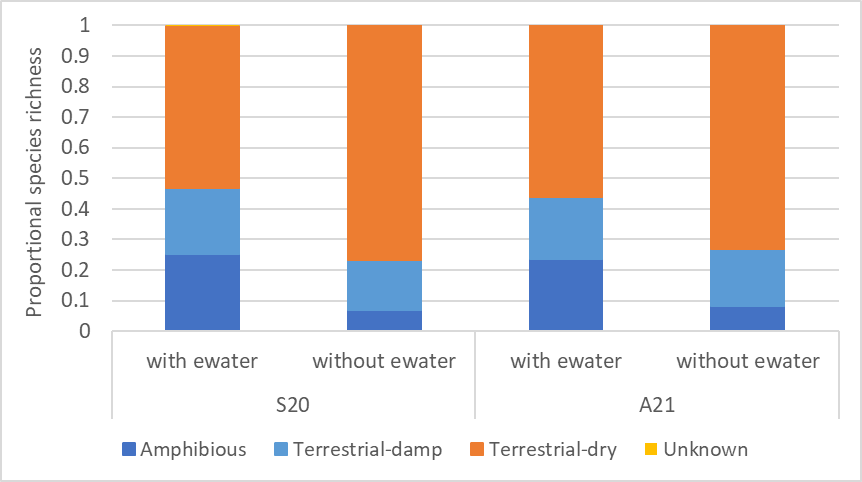 Proportional species richness
1
0.9
0.8
0.7
0.6
0.5
0.4
0.3
0.2
0.1
0
with ewater without ewater with ewater without ewater
S20 A21
Amphibious Terrestrial-damp Terrestrial-dry Unknown